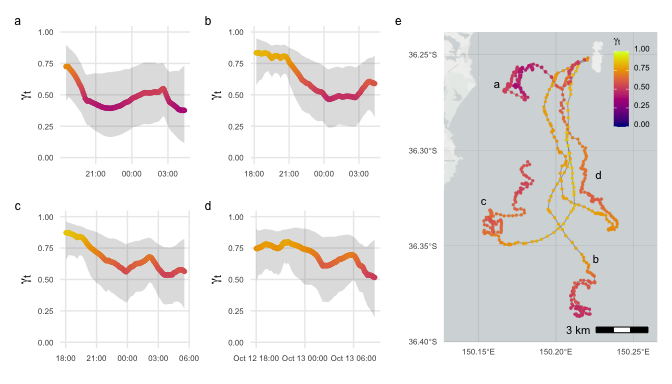 a
1.00
0.75
0.50
0.25
0.00
γt
21:00
00:00
03:00
b
1.00
0.75
0.50
0.25
0.00
γt
18:00
21:00
00:00
03:00
c
1.00
0.75
0.50
0.25
0.00
γt
18:00
21:00
00:00
03:00
06:00
d
1.00
0.75
0.50
0.25
0.00
γt
Oct 12 18:00
Oct 13 00:00
Oct 13 06:00
e
36.25°S
36.30°S
36.35°S
36.40°S
150.15°E
150.20°E
150.25°E
γt
1.00
0.75
0.50
0.25
0.00
a
d
c
b
3 km